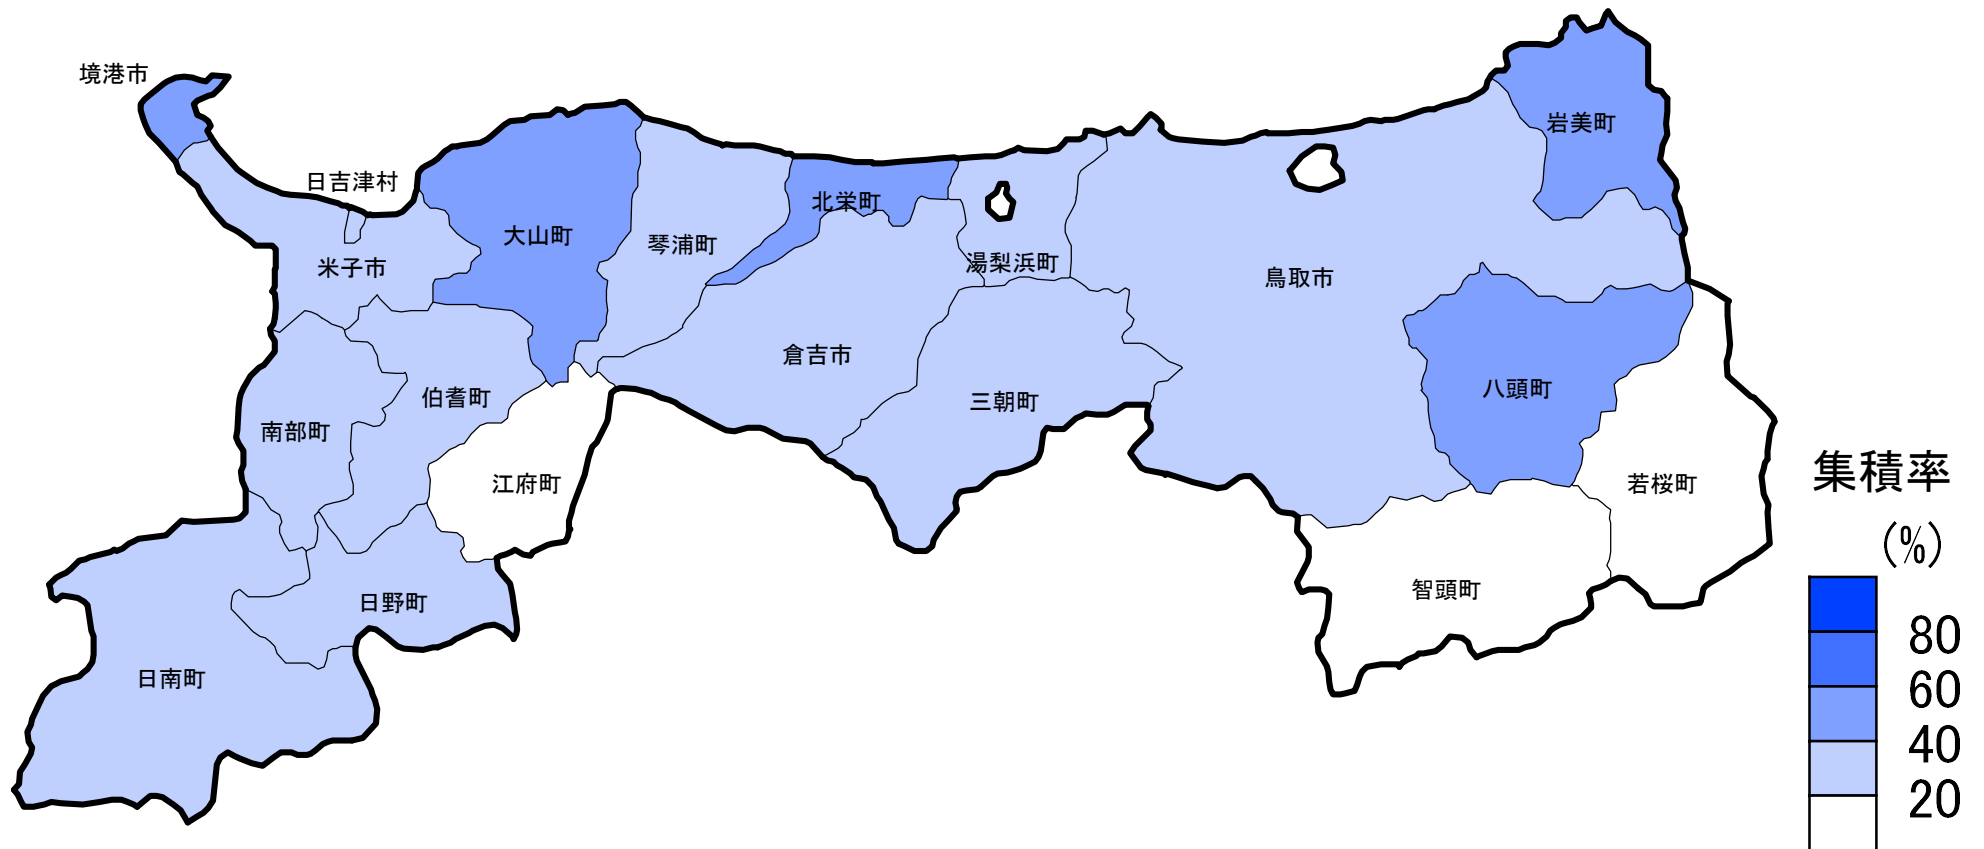 境港市
岩美町
日吉津村
北栄町
大山町
琴浦町
湯梨浜町
米子市
鳥取市
倉吉市
八頭町
伯耆町
三朝町
南部町
江府町
若桜町
智頭町
日野町
日南町
集積率
(%)
80
60
40
20